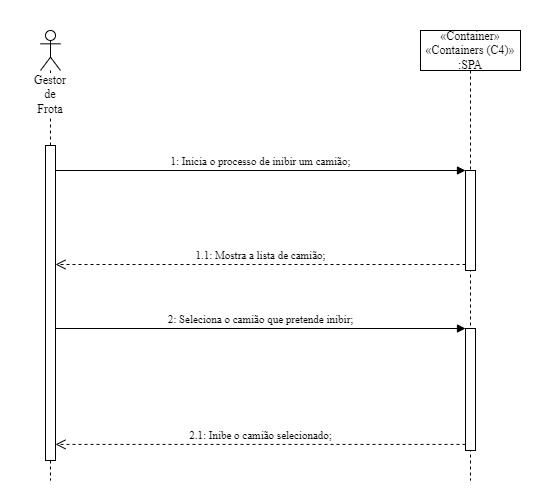 «Container»
«Containers (C4)»
:SPA
Gestor
de
Frota
1: Inicia o processo de inibir um camião;
1.1: Mostra a lista de camião;
2: Seleciona o camião que pretende inibir;
2.1: Inibe o camião selecionado;